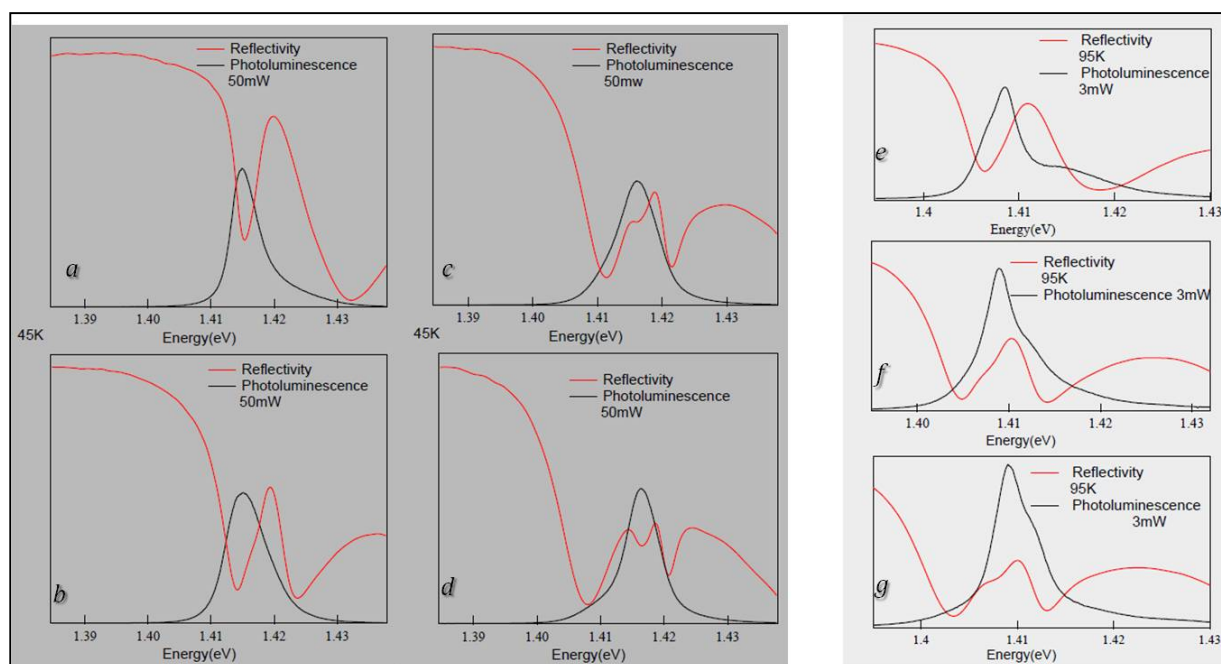 Reflectivity
Photoluminescence
50mW
a
1.39 1.40 1.41 1.42 1.43
Energy(eV)
45K
Reflectivity
Photoluminescence
50mw
c
1.39 1.40 1.41 1.42 1.43
Energy(eV)
Reflectivity
Photoluminescence
50mW
b
1.39 1.40 1.41 1.42 1.43
Energy(eV)
Reflectivity
Photoluminescence
50mW
d
1.39 1.40 1.41 1.42 1.43
Energy(eV)
Reflectivity
95K
Photoluminescence
3mW
e
1.4 1.41 1.42 1.43
Energy(eV)
Reflectivity
95K
Photoluminescence 3mW
f
1.40 1.41 1.42 1.43
Energy(eV)
Reflectivity
95K
Photoluminescence
3mW
g
1.4 1.41 1.42 1.43
Energy(eV)